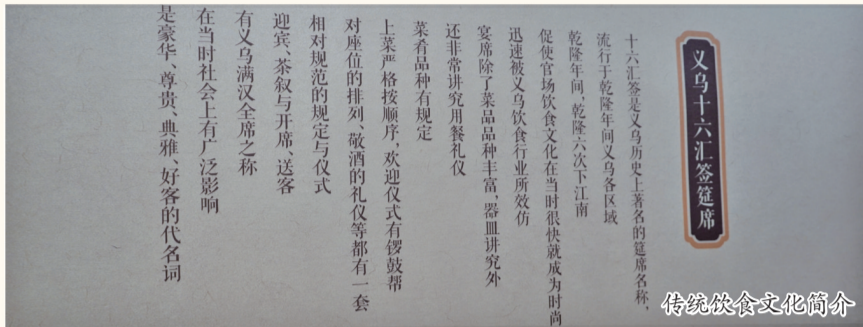 义乌十六汇签筵席
十六汇签是义乌历史上著名的筵席名称，
流行于乾隆年间义乌各区域
乾隆年间，乾隆六次下江南
促使官场饮食文化在当时很快就成为时尚
迅速被义乌饮食行业所效仿
宴席除了菜品品种丰富，器皿讲究外
还非常讲究用餐礼仪
菜肴品种有规定
上菜严格按顺序，欢迎仪式有锣鼓帮
对座位的排列、敬酒的礼仪等都有一套
相对规范的规定与仪式
迎宾、茶叙与开席、送客
有义乌满汉全席之称
在当时社会上有广泛影响
是豪华、尊贵、典雅、好客的代名词
传统饮食文化简介